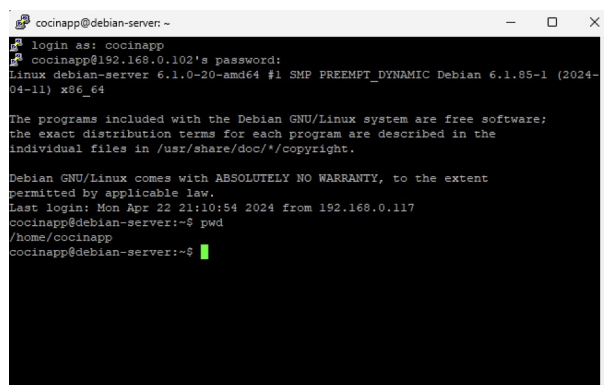 cocinapp@debian-server: ~
login as: cocinapp
cocinapp@192.168.0.102's password:
Linux debian-server 6.1.0-20-amd64 #1 SMP PREEMPT_DYNAMIC Debian 6.1.85-1 (2024-
04-11) x86_64
The programs included with the Debian GNU/Linux system are free software;
the exact distribution terms for each program are described in the
individual files in /usr/share/doc/*/copyright.
Debian GNU/Linux comes with ABSOLUTELY NO WARRANTY, to the extent
permitted by applicable law.
Last login: Mon Apr 22 21:10:54 2024 from 192.168.0.117
cocinapp@debian-server:~$ pwd
/home/cocinapp
cocinapp@debian-server:~$